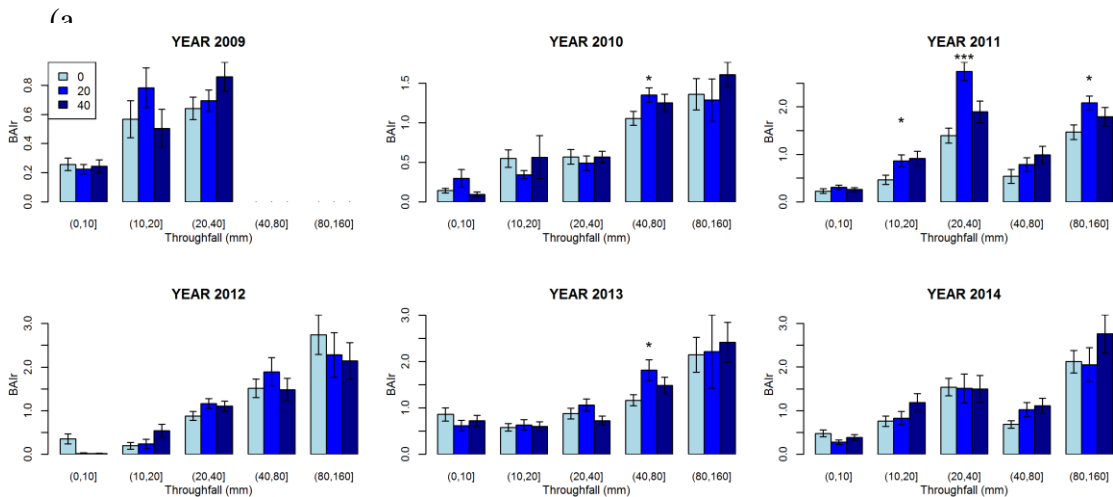 (a
YEAR 2009
BAIr
0.0 0.2 0.4 0.6 0.8
0
20
40
(0,10] (10,20] (20,40] (40,80] (80,160]
Throughfall (mm)
YEAR 2010
BAIr
0.0 0.5 1.0 1.5
*
(0,10] (10,20] (20,40] (40,80] (80,160]
Throughfall (mm)
YEAR 2011
BAIr
0.0 1.0 2.0
* *** *
(0,10] (10,20] (20,40] (40,80] (80,160]
Throughfall (mm)
YEAR 2012
BAIr
0.0 1.0 2.0 3.0
(0,10] (10,20] (20,40] (40,80] (80,160]
Throughfall (mm)
YEAR 2013
BAIr
0.0 1.0 2.0 3.0
*
(0,10] (10,20] (20,40] (40,80] (80,160]
Throughfall (mm)
YEAR 2014
BAIr
0.0 1.0 2.0 3.0
(0,10] (10,20] (20,40] (40,80] (80,160]
Throughfall (mm)